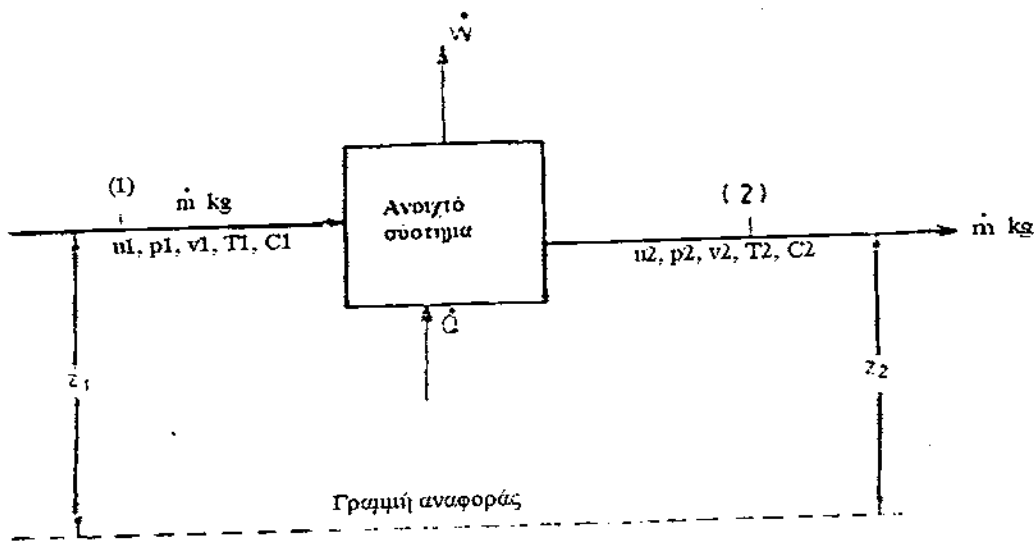 Ẇ
(1)
ṁ kg
u1, p1, v1, T1, C1
Ανοιχτό
σύστημα
(2)
u2, p2, v2, T2, C2
ṁ kg
Q̇
z1
z2
Γραμμή αναφοράς